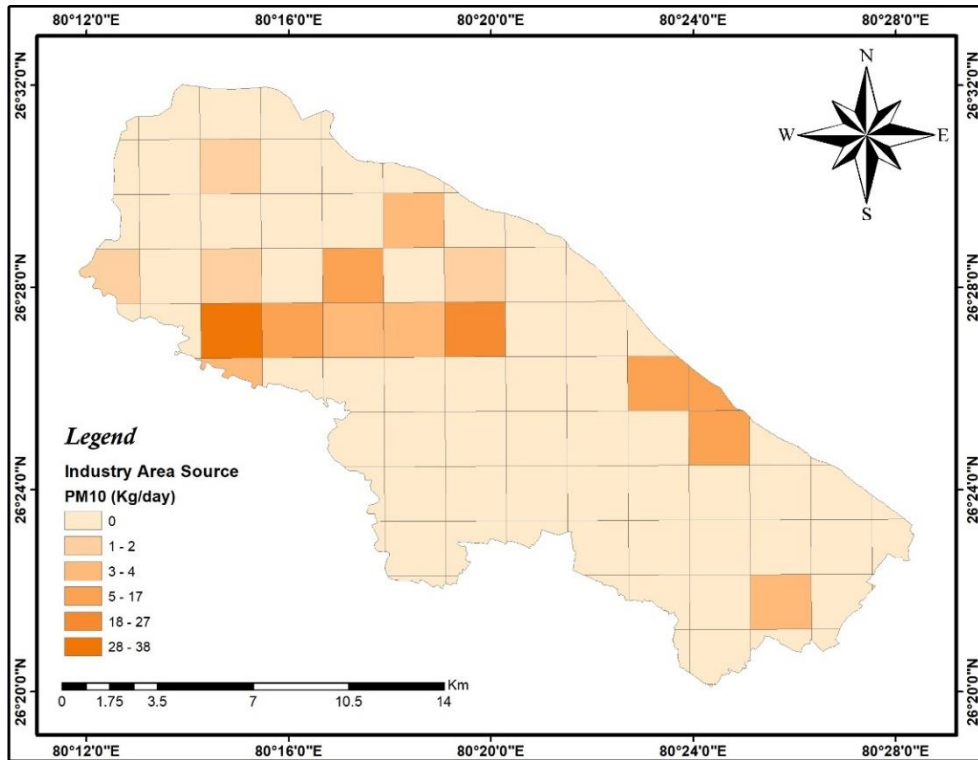 80°12'0"E 80°16'0"E 80°20'0"E 80°24'0"E 80°28'0"E
26°32'0"N
26°32'0"N
N
W
E
S
26°28'0"N
26°28'0"N
Legend
Industry Area Source
PM10 (Kg/day)
0
1 - 2
3 - 4
5 - 17
18 - 27
28 - 38
26°24'0"N
26°24'0"N
Km
0 1.75 3.5 7 10.5 14
26°20'0"N
26°20'0"N
80°12'0"E 80°16'0"E 80°20'0"E 80°24'0"E 80°28'0"E